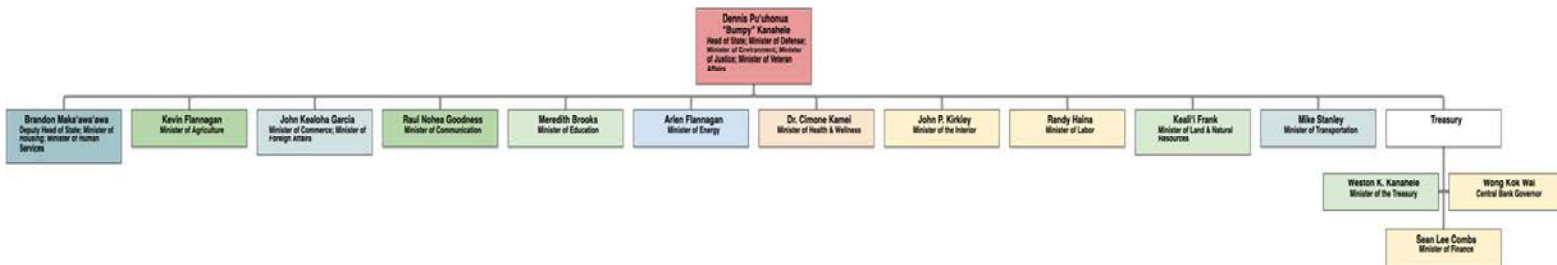 Dennis Pu'uhonua
"Bumpy" Kanahele
Head of State; Minister of Defense;
Minister of Environment; Minister
of Justice; Minister of Veteran
Affairs
Brandon Maka'awa'awa
Deputy Head of State; Minister of
Housing; Minister of Human
Services
Kevin Flannagan
Minister of Agriculture
John Kealoha Garcia
Minister of Commerce; Minister of
Foreign Affairs
Raul Nohea Goodness
Minister of Communication
Meredith Brooks
Minister of Education
Arlen Flannagan
Minister of Energy
Dr. Cimone Kamei
Minister of Health & Wellness
John P. Kirkley
Minister of the Interior
Randy Haina
Minister of Labor
Keali'i Frank
Minister of Land & Natural
Resources
Mike Stanley
Minister of Transportation
Treasury
Weston K. Kanahele
Minister of the Treasury
Wong Kok Wai
Central Bank Governor
Sean Lee Combs
Minister of Finance